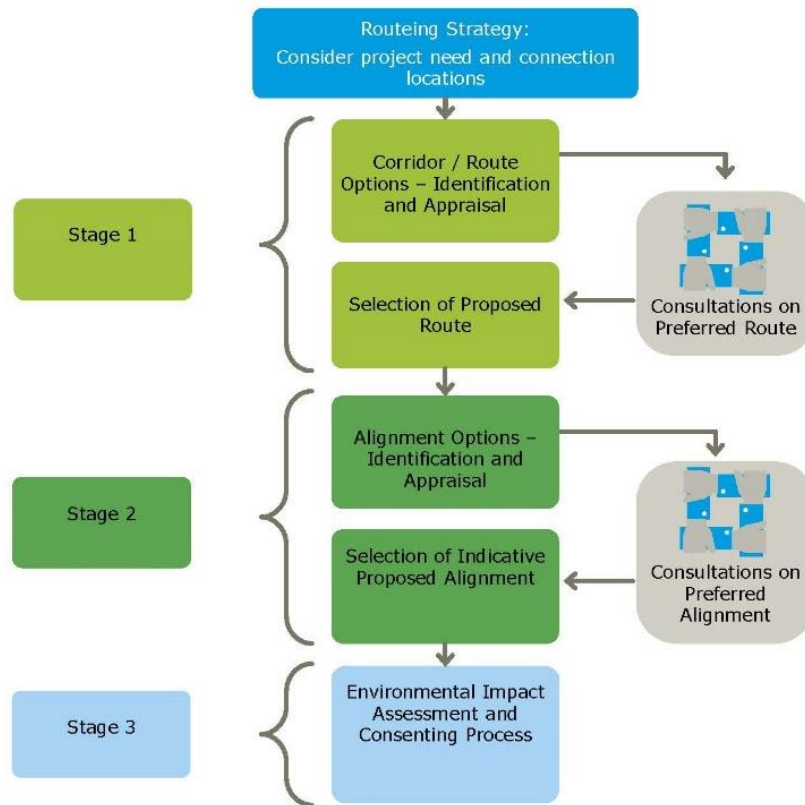 Routeing Strategy:
Consider project need and connection
locations
Corridor / Route
Options – Identification
and Appraisal
Stage 1
Selection of Proposed
Route
Consultations on
Preferred Route
Alignment Options –
Identification and
Appraisal
Stage 2
Selection of Indicative
Proposed Alignment
Consultations on
Preferred
Alignment
Environmental Impact
Assessment and
Consenting Process
Stage 3